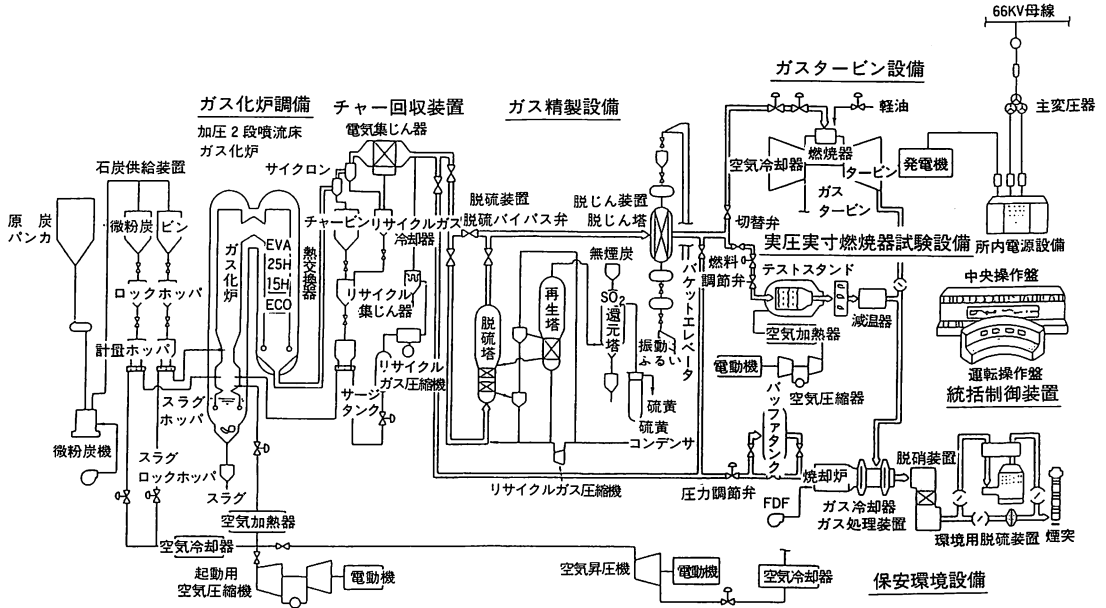 66KV母線
主変圧器
所内電源設備
ガスタービン設備
軽油
空気冷却器
燃焼器
タービン
発電機
ガス
タービン
切替弁
実圧実寸燃焼器試験設備
燃料
調節弁
テストスタンド
減温器
空気加熱器
電動機
空気圧縮器
中央操作盤
運転操作盤
統括制御装置
ガス化炉調備
加圧2段噴流床
ガス化炉
チャー回収装置
電気集じん器
サイクロン
チャービン
リサイクルガス
冷却器
リサイクル
集じん器
リサイクル
ガス圧縮機
サージ
タンク
石炭供給装置
原炭
バンカ
微粉炭
ビン
ロックホッパ
計量ホッパ
微粉炭機
ガス化炉
EVA
25H
15H
ECO
熱交換器
スラグ
ホッパ
スラグ
ロックホッパ
スラグ
空気加熱器
空気冷却器
起動用
空気圧縮機
電動機
ガス精製設備
脱硫装置
脱硫バイパス弁
脱じん装置
脱じん塔
無煙炭
SO2
還元塔
再生塔
脱硫塔
振動
ふるい
バケットエレベータ
硫黄
硫黄
コンデンサ
リサイクルガス圧縮機
圧力調節弁
バッファタンク
FDF
焼却炉
ガス冷却器
ガス処理装置
脱硝装置
環境用脱硫装置
煙突
空気昇圧機
電動機
空気冷却器
保安環境設備